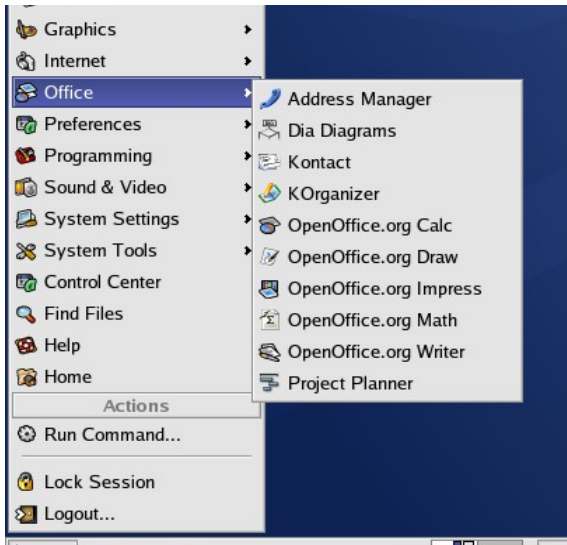 Graphics
Internet
Office
Preferences
Programming
Sound & Video
System Settings
System Tools
Control Center
Find Files
Help
Home
Actions
Run Command...
Lock Session
Logout...
Address Manager
Dia Diagrams
Kontact
KOrganizer
OpenOffice.org Calc
OpenOffice.org Draw
OpenOffice.org Impress
OpenOffice.org Math
OpenOffice.org Writer
Project Planner